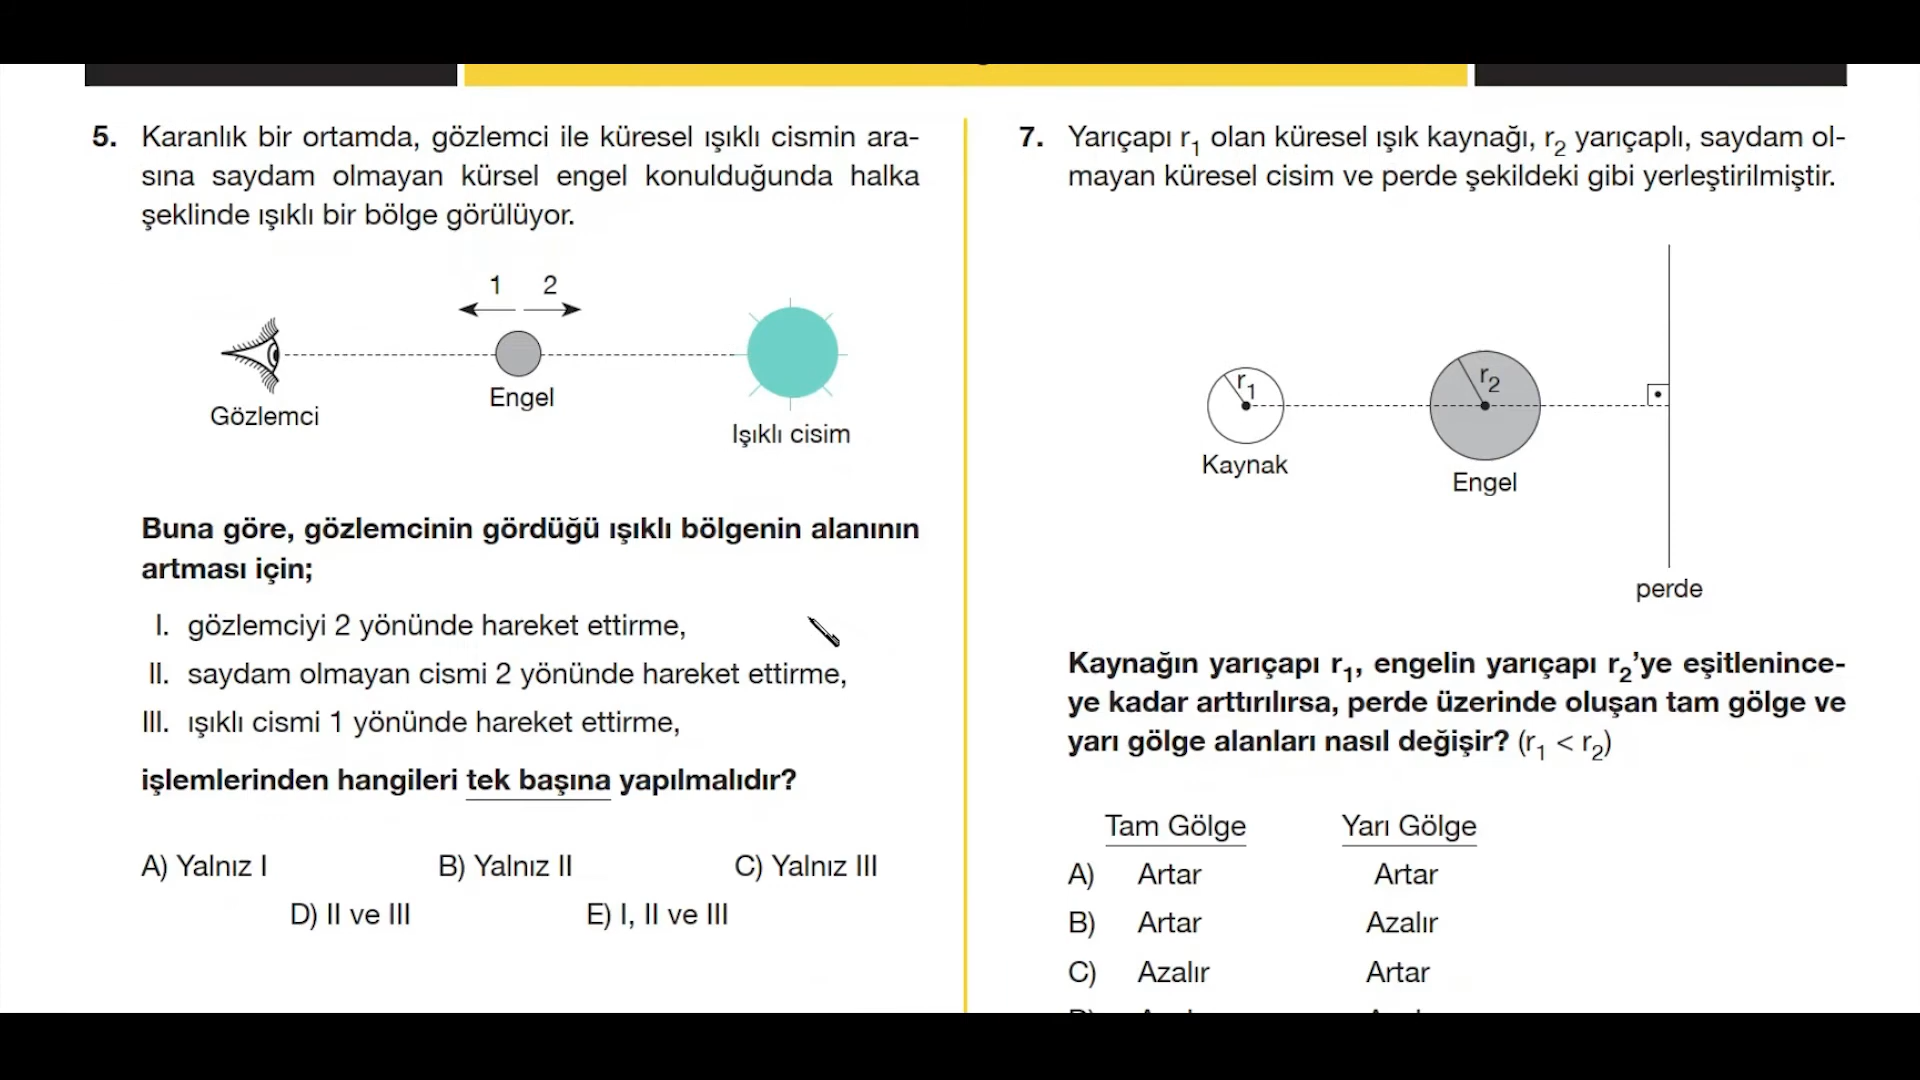 5. Karanlık bir ortamda, gözlemci ile küresel ışıklı cismin ara-
sına saydam olmayan kürsel engel konulduğunda halka
şeklinde ışıklı bir bölge görülüyor.
1 2
Gözlemci
Engel
Işıklı cisim
Buna göre, gözlemcinin gördüğü ışıklı bölgenin alanının
artması için;
I. gözlemciyi 2 yönünde hareket ettirme,
II. saydam olmayan cismi 2 yönünde hareket ettirme,
III. ışıklı cismi 1 yönünde hareket ettirme,
işlemlerinden hangileri tek başına yapılmalıdır?
A) Yalnız I B) Yalnız II C) Yalnız III
D) II ve III E) I, II ve III
7. Yarıçapı r₁ olan küresel ışık kaynağı, r₂ yarıçaplı, saydam ol-
mayan küresel cisim ve perde şekildeki gibi yerleştirilmiştir.
r₁
r₂
Kaynak
Engel
perde
Kaynağın yarıçapı r₁, engelin yarıçapı r₂'ye eşitlenince-
ye kadar arttırılırsa, perde üzerinde oluşan tam gölge ve
yarı gölge alanları nasıl değişir? (r₁ < r₂)
Tam Gölge Yarı Gölge
A) Artar Artar
B) Artar Azalır
C) Azalır Artar